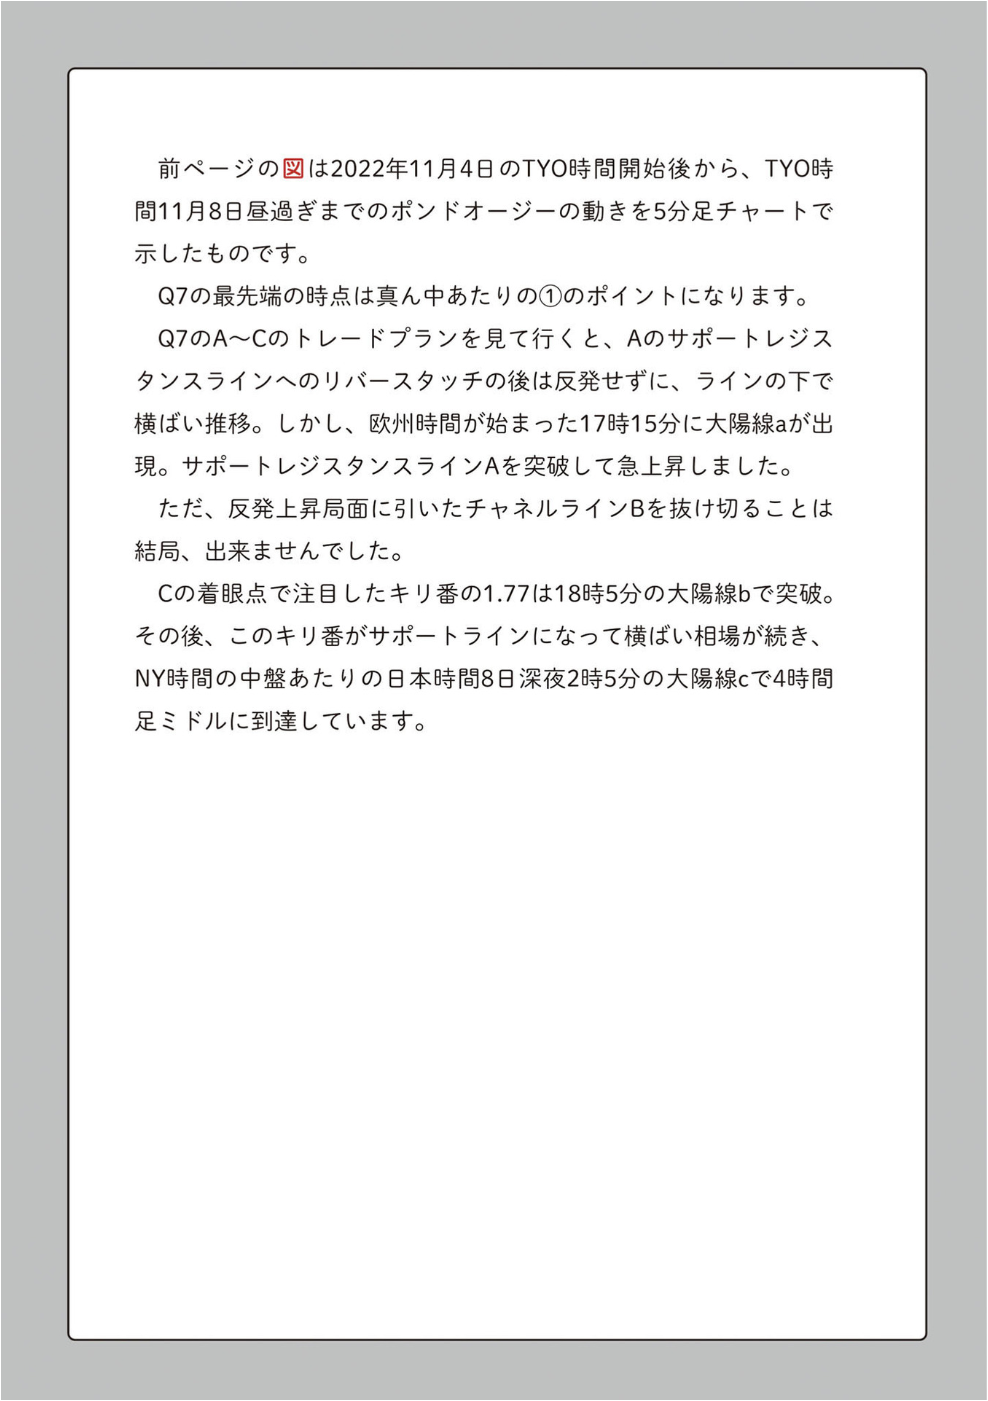 前ページの図は2022年11月4日のTYO時間開始後から、TYO時
間11月8日昼過ぎまでのポンドオージーの動きを5分足チャートで
示したものです。
Q7の最先端の時点は真ん中あたりの①のポイントになります。
Q7のA〜Cのトレードプランを見て行くと、Aのサポートレジス
タンスラインへのリバースタッチの後は反発せずに、ラインの下で
横ばい推移。しかし、欧州時間が始まった17時15分に大陽線aが出
現。サポートレジスタンスラインAを突破して急上昇しました。
ただ、反発上昇局面に引いたチャネルラインBを抜け切ることは
結局、出来ませんでした。
Cの着眼点で注目したキリ番の1.77は18時5分の大陽線bで突破。
その後、このキリ番がサポートラインになって横ばい相場が続き、
NY時間の中盤あたりの日本時間8日深夜2時5分の大陽線cで4時間
足ミドルに到達しています。